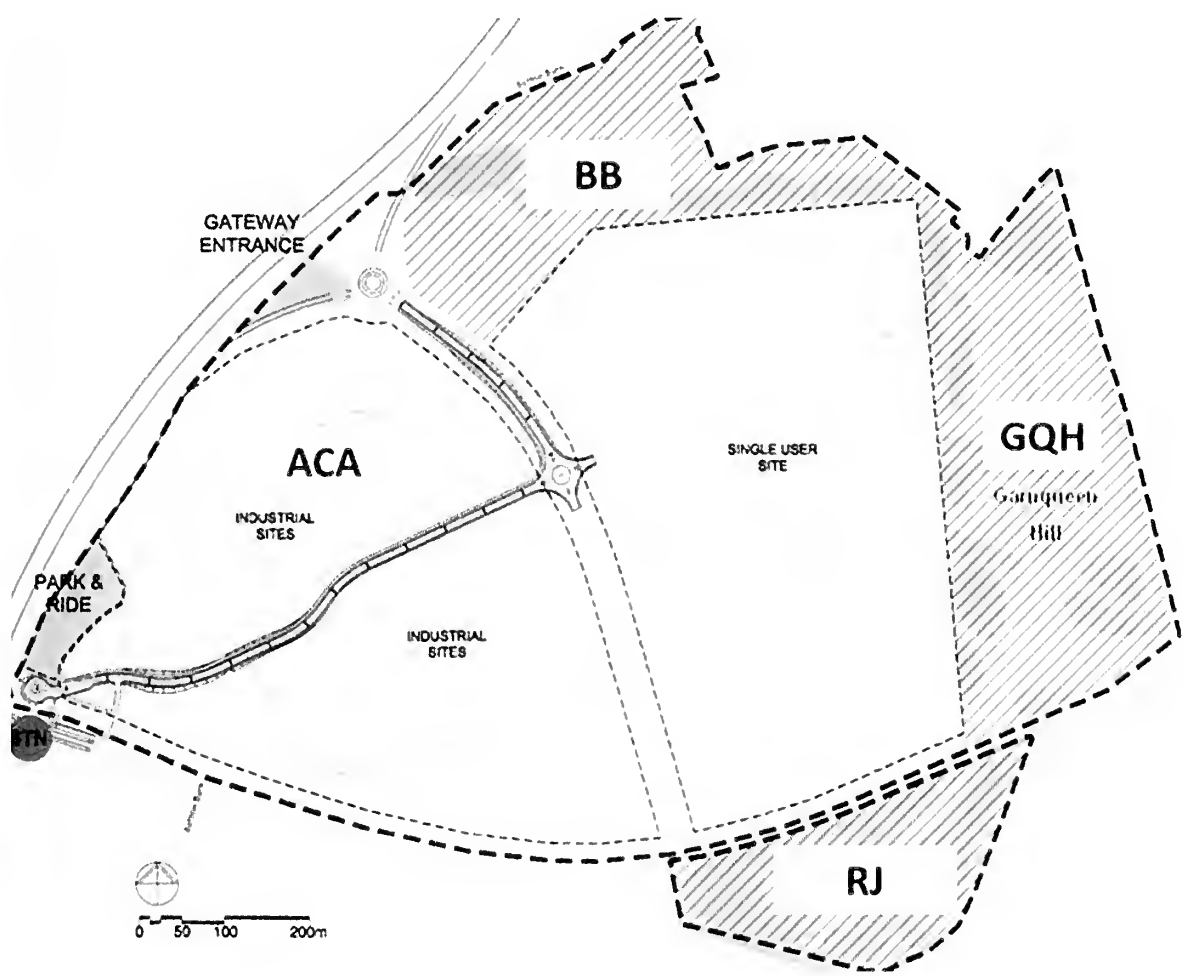 BB
GATEWAY
ENTRANCE
ACA
SINGLE USER
SITE
GQH
Garnqueen
Hill
INDUSTRIAL
SITES
PARK &
RIDE
INDUSTRIAL
SITES
STN
RJ
0 50 100 200m